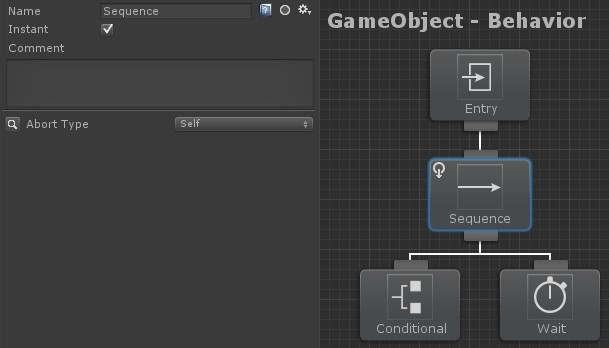 Name Sequence
Instant
Comment
Abort Type Self
GameObject - Behavior
Entry
Sequence
Conditional Wait